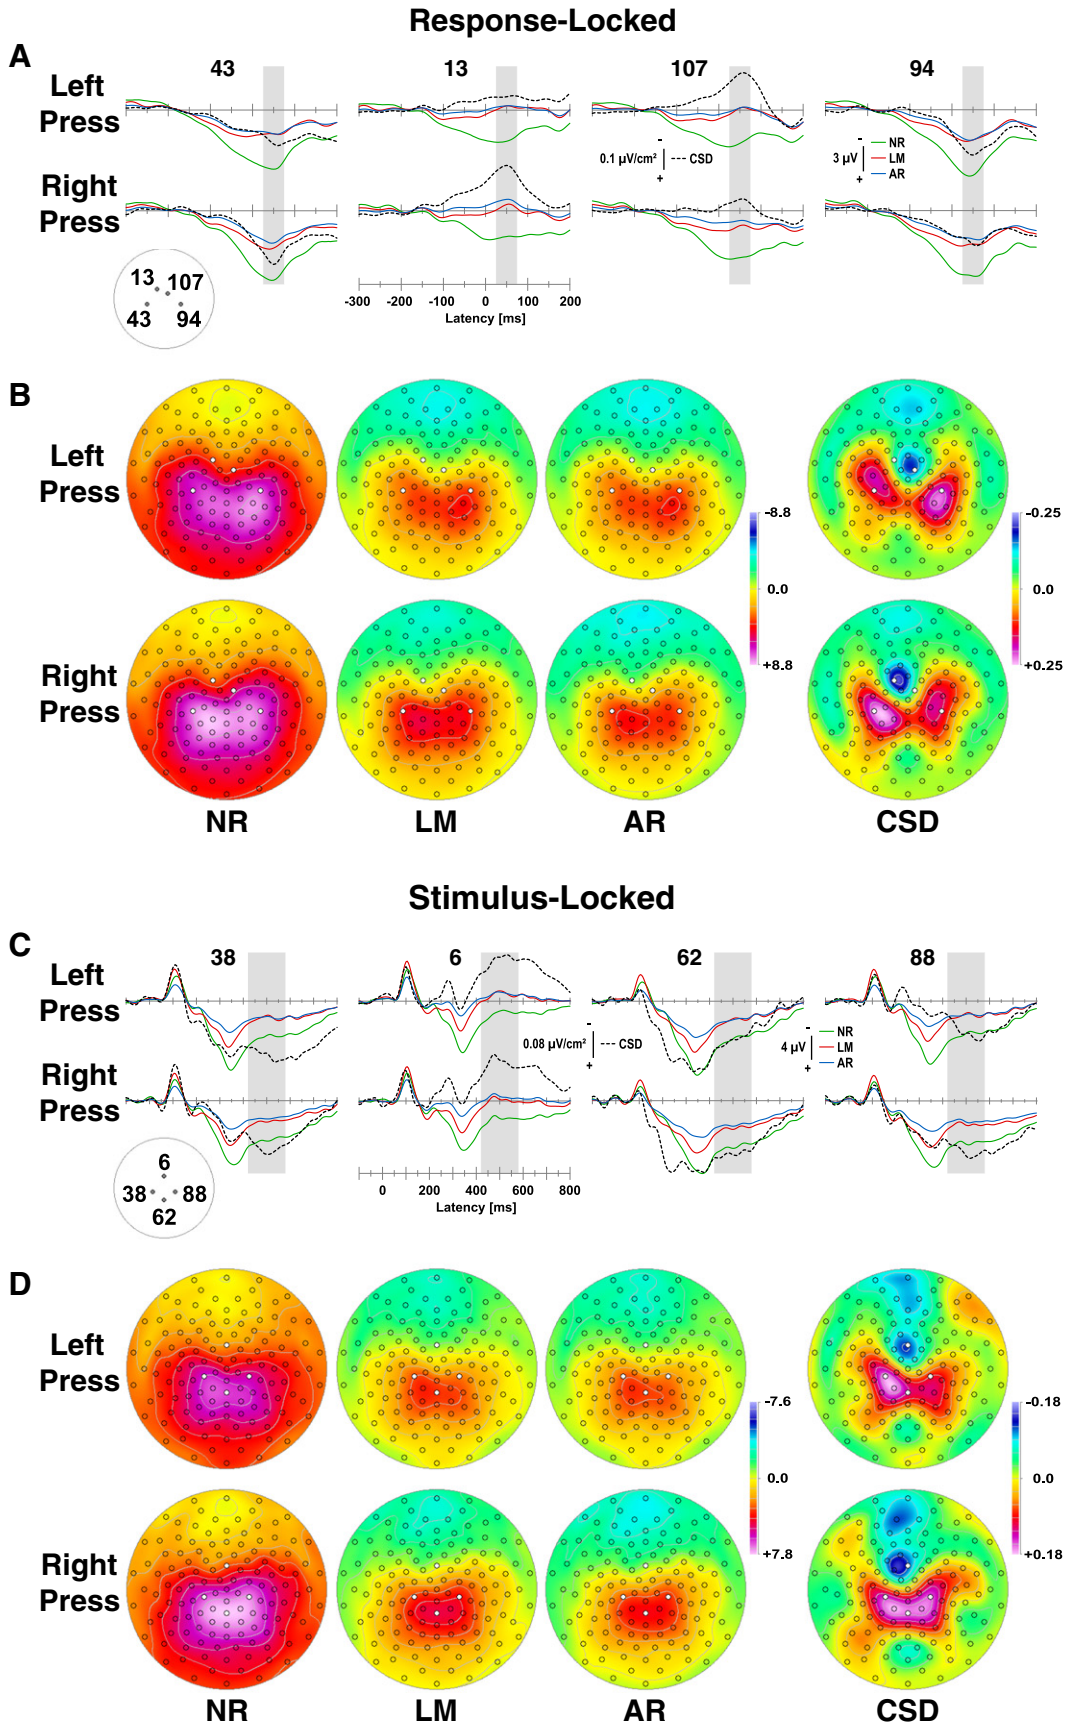 Response-Locked
A
43 13 107 94
Left
Press
0.1 µV/cm²
-
+
CSD
3 µV
-
+
NR
LM
AR
Right
Press
13 107
43 94
-300 -200 -100 0 100 200
Latency [ms]
B
Left
Press
-8.8
0.0
+8.8
-0.25
0.0
+0.25
Right
Press
NR LM AR CSD
Stimulus-Locked
C
38 6 62 88
Left
Press
0.08 µV/cm²
-
+
CSD
4 µV
-
+
NR
LM
AR
Right
Press
6
38 88
62
0 200 400 600 800
Latency [ms]
D
Left
Press
-7.6
0.0
+7.8
-0.18
0.0
+0.18
Right
Press
NR LM AR CSD